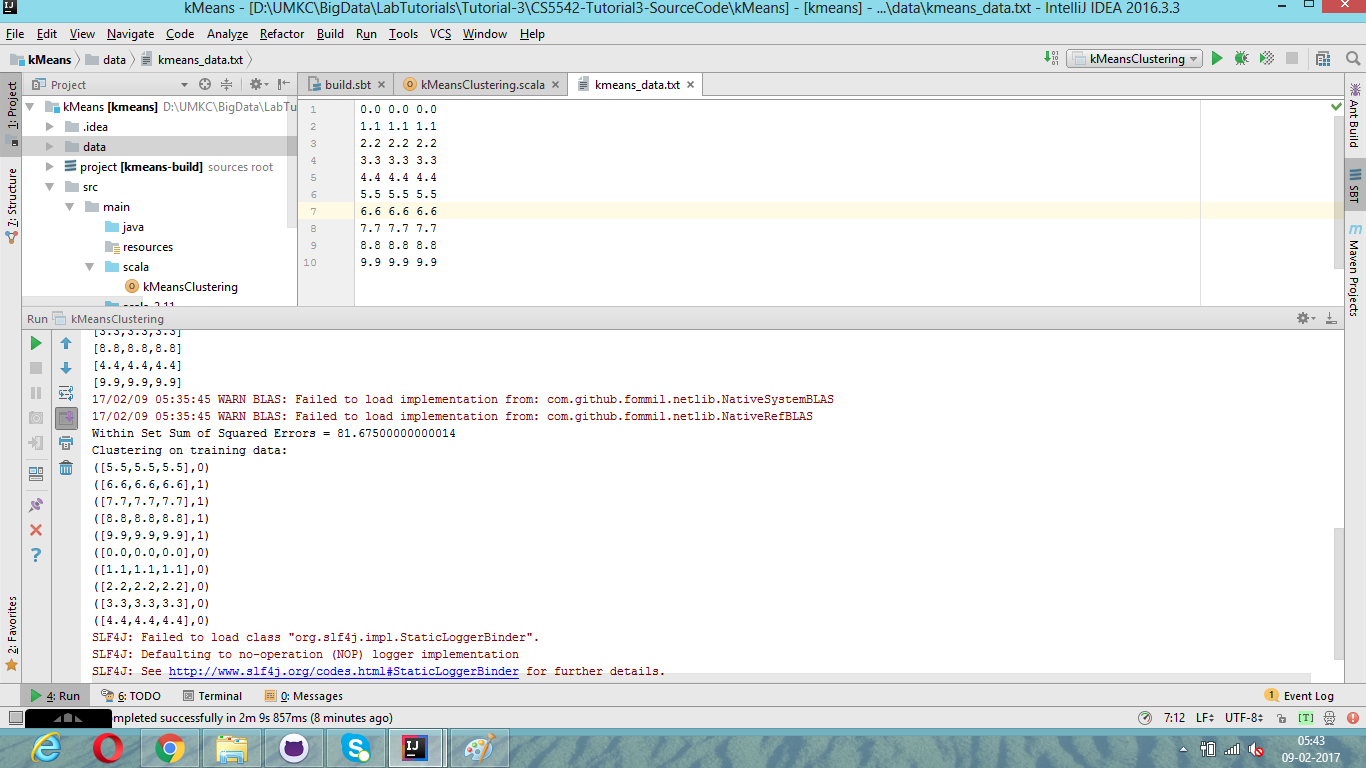 kMeans - [D:\UMKC\BigData\LabTutorials\Tutorial-3\CS5542-Tutorial3-SourceCode\kMeans] - [kmeans] - ...\data\kmeans_data.txt - IntelliJ IDEA 2016.3.3
File Edit View Navigate Code Analyze Refactor Build Run Tools VCS Window Help
kMeans data kmeans_data.txt kMeansClustering
Project build.sbt kMeansClustering.scala kmeans_data.txt
1: Project
7: Structure
2: Favorites
Ant Build
SBT
Maven Projects
kMeans [kmeans] D:\UMKC\BigData\LabTu
.idea
data
project [kmeans-build] sources root
src
main
java
resources
scala
kMeansClustering
1 0.0 0.0 0.0
2 1.1 1.1 1.1
3 2.2 2.2 2.2
4 3.3 3.3 3.3
5 4.4 4.4 4.4
6 5.5 5.5 5.5
7 6.6 6.6 6.6
8 7.7 7.7 7.7
9 8.8 8.8 8.8
10 9.9 9.9 9.9
Run kMeansClustering
[3.3,3.3,3.3]
[8.8,8.8,8.8]
[4.4,4.4,4.4]
[9.9,9.9,9.9]
17/02/09 05:35:45 WARN BLAS: Failed to load implementation from: com.github.fommil.netlib.NativeSystemBLAS
17/02/09 05:35:45 WARN BLAS: Failed to load implementation from: com.github.fommil.netlib.NativeRefBLAS
Within Set Sum of Squared Errors = 81.67500000000014
Clustering on training data:
([5.5,5.5,5.5],0)
([6.6,6.6,6.6],1)
([7.7,7.7,7.7],1)
([8.8,8.8,8.8],1)
([9.9,9.9,9.9],1)
([0.0,0.0,0.0],0)
([1.1,1.1,1.1],0)
([2.2,2.2,2.2],0)
([3.3,3.3,3.3],0)
([4.4,4.4,4.4],0)
SLF4J: Failed to load class "org.slf4j.impl.StaticLoggerBinder".
SLF4J: Defaulting to no-operation (NOP) logger implementation
SLF4J: See http://www.slf4j.org/codes.html#StaticLoggerBinder for further details.
4: Run 6: TODO Terminal 0: Messages 1 Event Log
ompleted successfully in 2m 9s 857ms (8 minutes ago) 7:12 LF UTF-8 [T]
05:43
09-02-2017